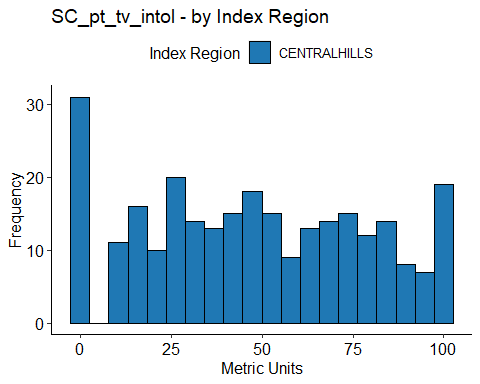 SC_pt_tv_intol - by Index Region
Index Region CENTRALHILLS
Frequency
30
20
10
0
0 25 50 75 100
Metric Units